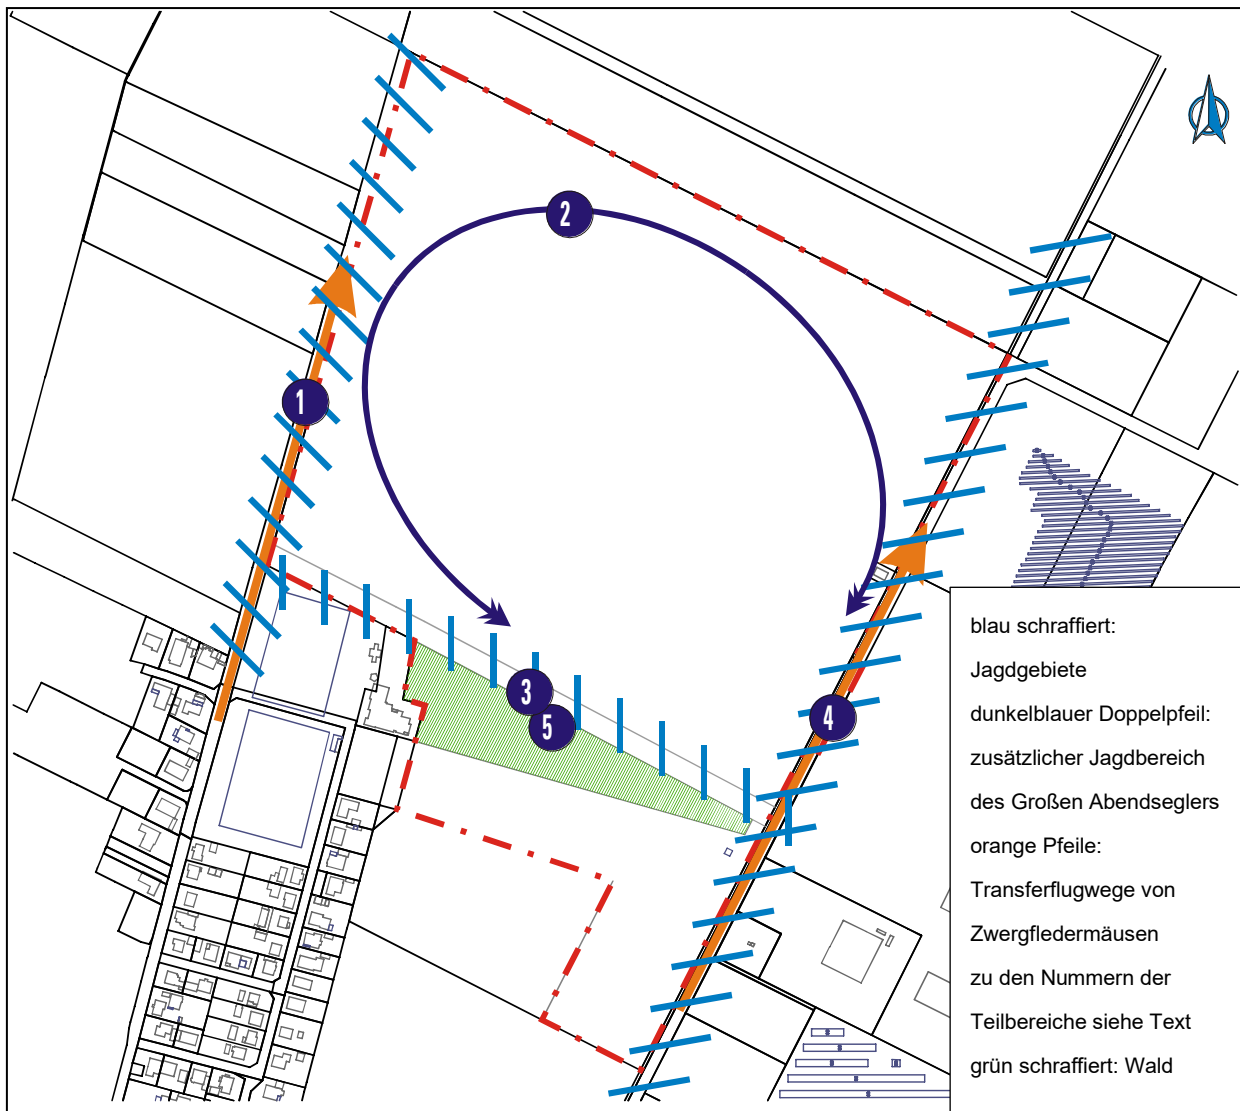 2
1
3
5
4
blau schraffiert:
Jagdgebiete
dunkelblauer Doppelpfeil:
zusätzlicher Jagdbereich
des Großen Abendseglers
orange Pfeile:
Transferflugwege von
Zwergfledermäusen
zu den Nummern der
Teilbereiche siehe Text
grün schraffiert: Wald